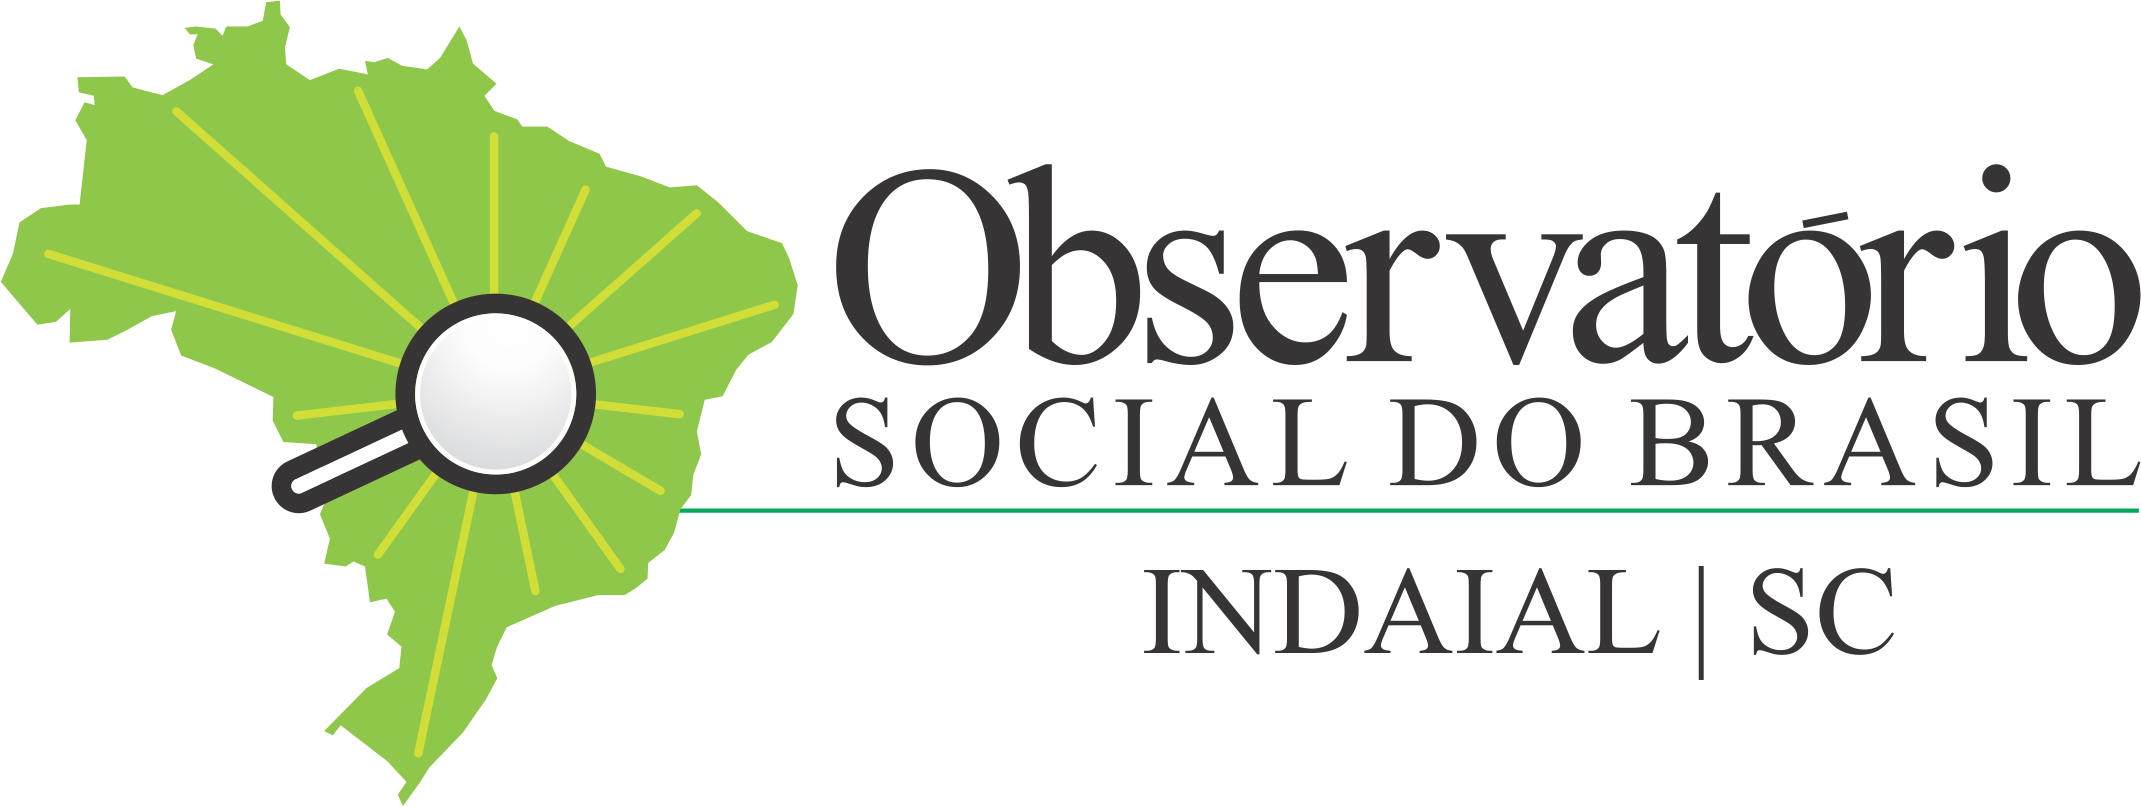 Observatório
SOCIAL DO BRASIL
INDAIAL | SC